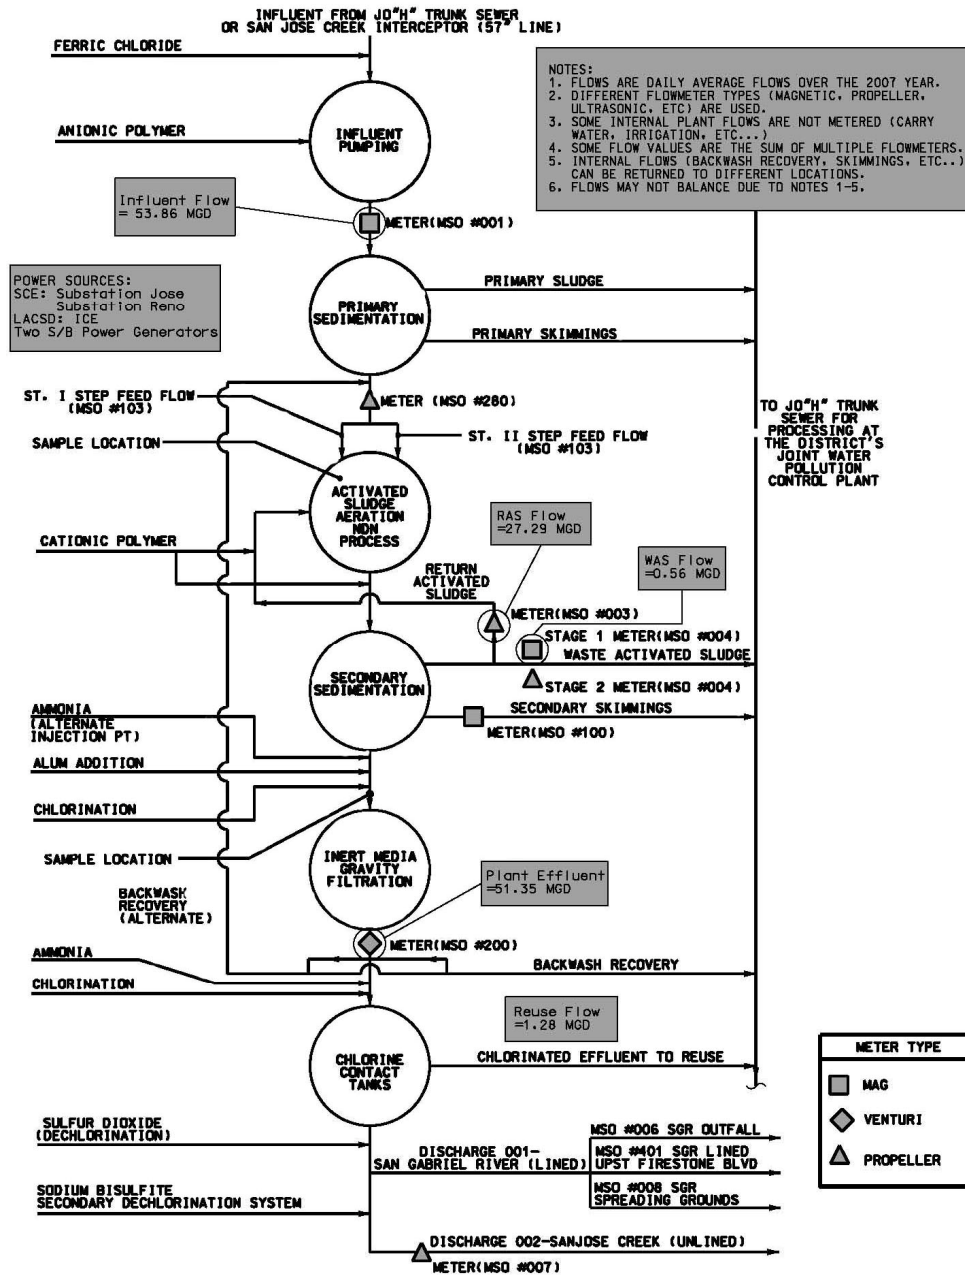 INFLUENT FROM JO"H" TRUNK SEWER
OR SAN JOSE CREEK INTERCEPTOR (57" LINE)
FERRIC CHLORIDE
NOTES:
1. FLOWS ARE DAILY AVERAGE FLOWS OVER THE 2007 YEAR.
2. DIFFERENT FLOWMETER TYPES (MAGNETIC, PROPELLER,
ULTRASONIC, ETC) ARE USED.
3. SOME INTERNAL PLANT FLOWS ARE NOT METERED (CARRY
WATER, IRRIGATION, ETC...)
4. SOME FLOW VALUES ARE THE SUM OF MULTIPLE FLOWMETERS.
5. INTERNAL FLOWS (BACKWASH RECOVERY, SKIMMINGS, ETC..)
CAN BE RETURNED TO DIFFERENT LOCATIONS.
6. FLOWS MAY NOT BALANCE DUE TO NOTES 1-5.
ANIONIC POLYMER
INFLUENT
PUMPING
Influent Flow
= 53.86 MGD
METER(MSO #001)
POWER SOURCES:
SCE: Substation Jose
Substation Reno
LACSD: ICE
Two S/B Power Generators
PRIMARY
SEDIMENTATION
PRIMARY SLUDGE
PRIMARY SKIMMINGS
ST. I STEP FEED FLOW
(MSO #103)
METER (MSO #280)
SAMPLE LOCATION
ST. II STEP FEED FLOW
(MSO #103)
TO JO"H" TRUNK
SEWER FOR
PROCESSING AT
THE DISTRICT'S
JOINT WATER
POLLUTION
CONTROL PLANT
ACTIVATED
SLUDGE
AERATION
NDN
PROCESS
RAS Flow
=27.29 MGD
CATIONIC POLYMER
WAS Flow
=0.56 MGD
RETURN
ACTIVATED
SLUDGE
METER(MSO #003)
STAGE 1 METER(MSO #004)
WASTE ACTIVATED SLUDGE
STAGE 2 METER(MSO #004)
SECONDARY
SEDIMENTATION
SECONDARY SKIMMINGS
METER(MSO #100)
AMMONIA
(ALTERNATE
INJECTION PT)
ALUM ADDITION
CHLORINATION
SAMPLE LOCATION
INERT MEDIA
GRAVITY
FILTRATION
Plant Effluent
=51.35 MGD
BACKWASH
RECOVERY
(ALTERNATE)
METER(MSO #200)
AMMONIA
BACKWASH RECOVERY
CHLORINATION
Reuse Flow
=1.28 MGD
CHLORINE
CONTACT
TANKS
CHLORINATED EFFLUENT TO REUSE
METER TYPE
MAG
VENTURI
PROPELLER
SULFUR DIOXIDE
(DECHLORINATION)
DISCHARGE 001-
SAN GABRIEL RIVER (LINED)
MSO #006 SGR OUTFALL
MSO #401 SGR LINED
UPST FIRESTONE BLVD
MSO #008 SGR
SPREADING GROUNDS
SODIUM BISULFITE
SECONDARY DECHLORINATION SYSTEM
DISCHARGE 002-SANJOSE CREEK (UNLINED)
METER(MSO #007)